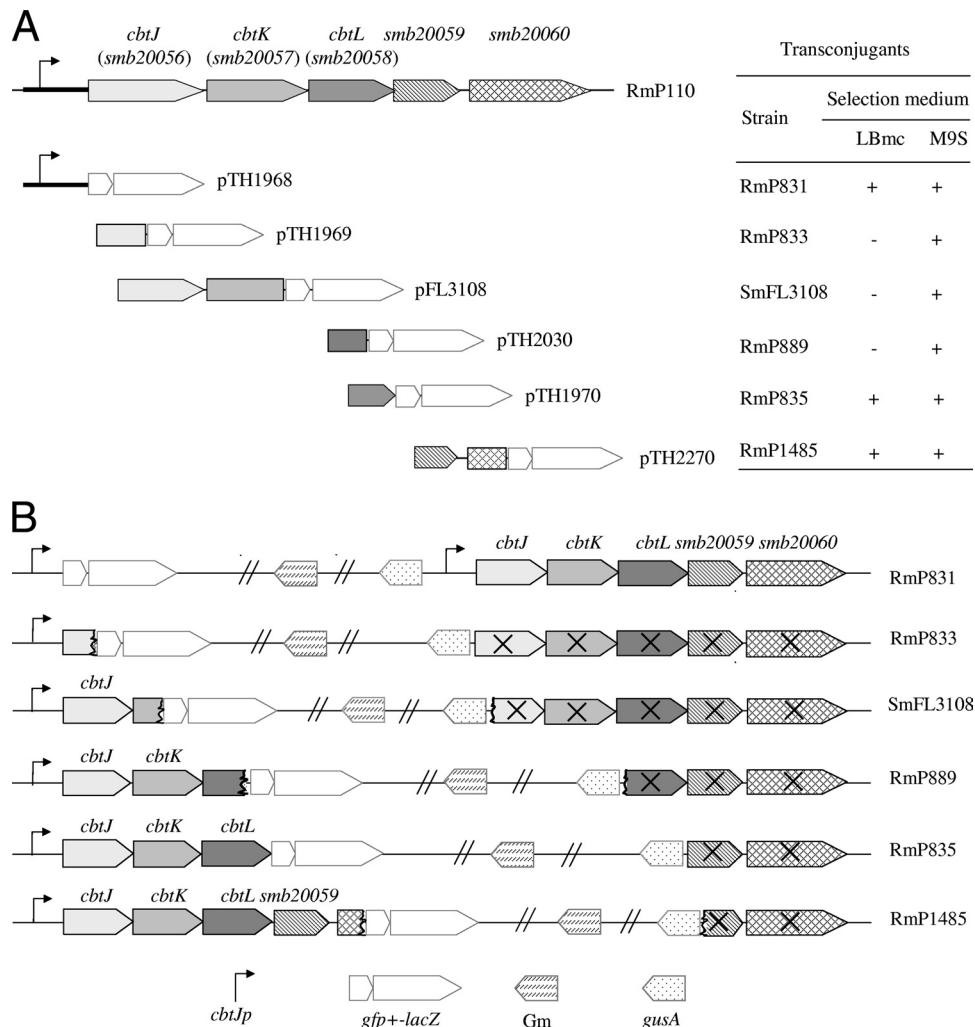 A
cbtJ cbtK cbtL smb20059 smb20060
(smb20056) (smb20057) (smb20058)
RmP110
pTH1968
pTH1969
pFL3108
pTH2030
pTH1970
pTH2270
Transconjugants
Strain Selection medium
LBmc M9S
RmP831 + +
RmP833 - +
SmFL3108 - +
RmP889 - +
RmP835 + +
RmP1485 + +
B
cbtJ cbtK cbtL smb20059 smb20060
RmP831
RmP833
cbtJ
SmFL3108
cbtJ cbtK
RmP889
cbtJ cbtK cbtL
RmP835
cbtJ cbtK cbtL smb20059
RmP1485
cbtJp gfp+-lacZ Gm gusA